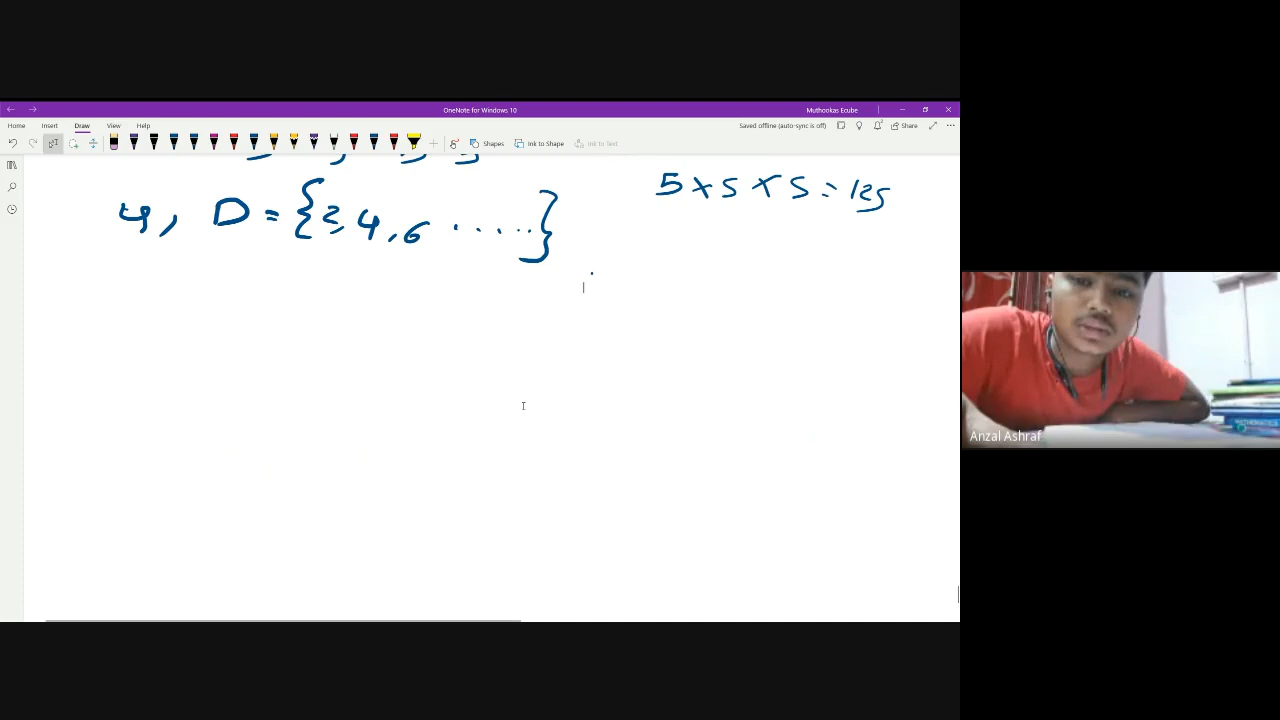 OneNote for Windows 10
Muthookas Ecube
Home Insert Draw View Help
Saved offline (auto-sync is off)
Share
Shapes
Ink to Shape
Ink to Text
5 × 5 × 5 = 125
4, D = {2, 4, 6 .....}
MATHEMATICS
Anzal Ashraf